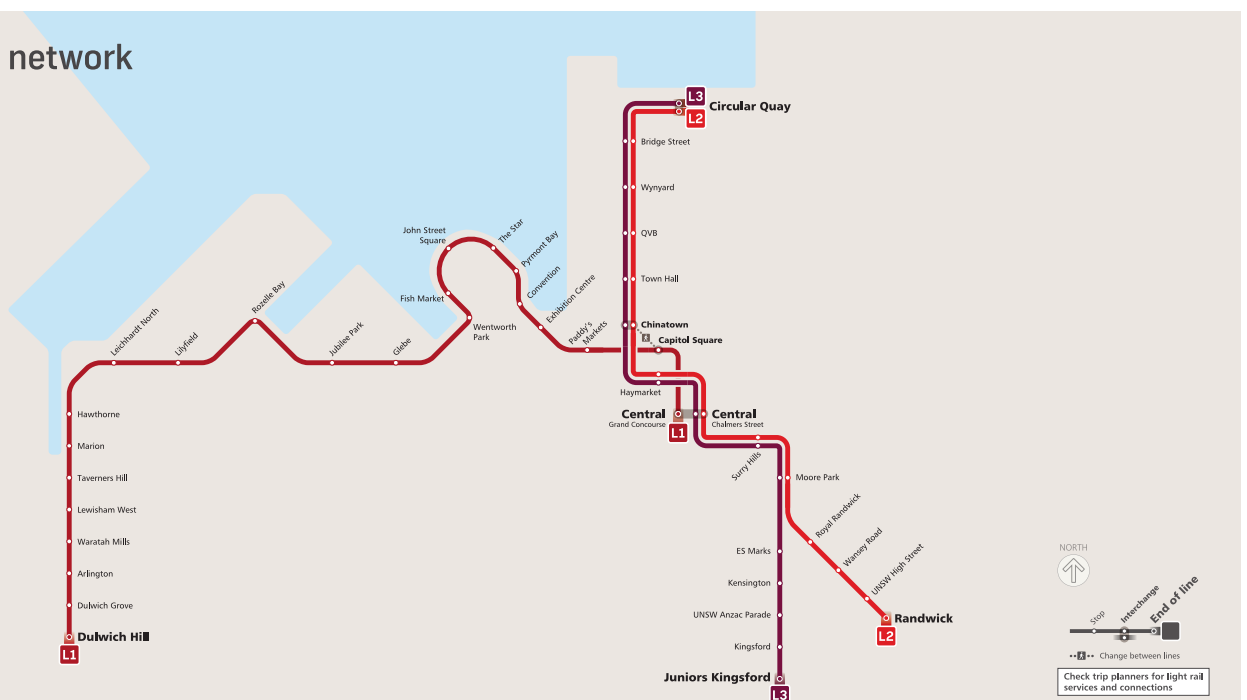 network
L3
Circular Quay
L2
Bridge Street
Wynyard
QVB
Town Hall
Chinatown
Capitol Square
Haymarket
Central
Grand Concourse
L1
Central
Chalmers Street
Surry Hills
Moore Park
Royal Randwick
Wansey Road
UNSW High Street
Randwick
L2
ES Marks
Kensington
UNSW Anzac Parade
Kingsford
Juniors Kingsford
L3
Paddy's
Markets
Exhibition Centre
Convention
Pyrmont Bay
The Star
John Street
Square
Fish Market
Wentworth
Park
Glebe
Jubilee Park
Rozelle Bay
Lilyfield
Leichhardt North
Hawthorne
Marion
Taverners Hill
Lewisham West
Waratah Mills
Arlington
Dulwich Grove
Dulwich Hill
L1
NORTH
Stop
Interchange
End of line
Change between lines
Check trip planners for light rail
services and connections